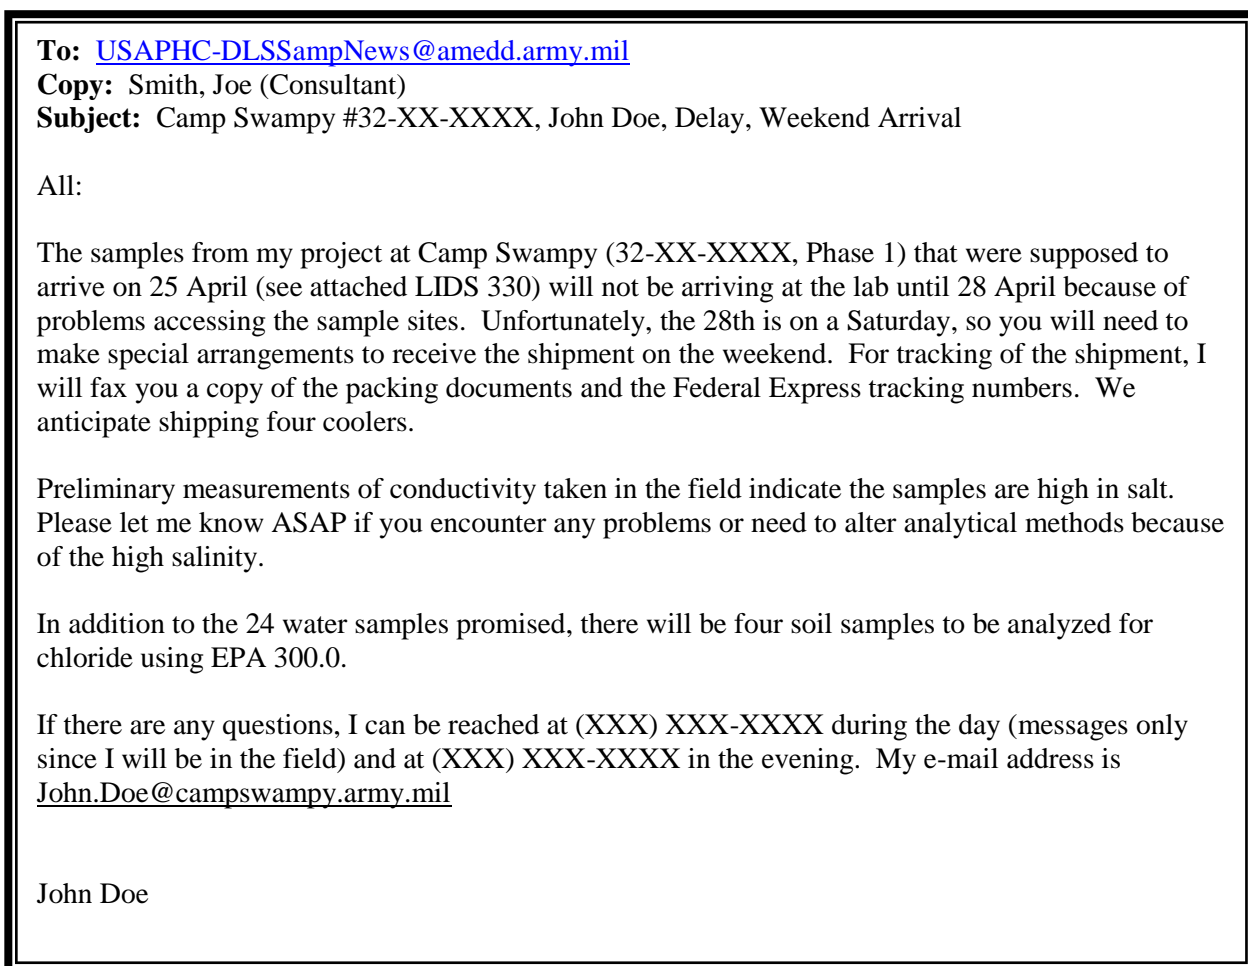 To:  USAPHC-DLSSampNews@amedd.army.mil
Copy:  Smith, Joe (Consultant)
Subject:  Camp Swampy #32-XX-XXXX, John Doe, Delay, Weekend Arrival
All:
The samples from my project at Camp Swampy (32-XX-XXXX, Phase 1) that were supposed to
arrive on 25 April (see attached LIDS 330) will not be arriving at the lab until 28 April because of
problems accessing the sample sites.  Unfortunately, the 28th is on a Saturday, so you will need to
make special arrangements to receive the shipment on the weekend.  For tracking of the shipment, I
will fax you a copy of the packing documents and the Federal Express tracking numbers.  We
anticipate shipping four coolers.
Preliminary measurements of conductivity taken in the field indicate the samples are high in salt.
Please let me know ASAP if you encounter any problems or need to alter analytical methods because
of the high salinity.
In addition to the 24 water samples promised, there will be four soil samples to be analyzed for
chloride using EPA 300.0.
If there are any questions, I can be reached at (XXX) XXX-XXXX during the day (messages only
since I will be in the field) and at (XXX) XXX-XXXX in the evening.  My e-mail address is
John.Doe@campswampy.army.mil
John Doe